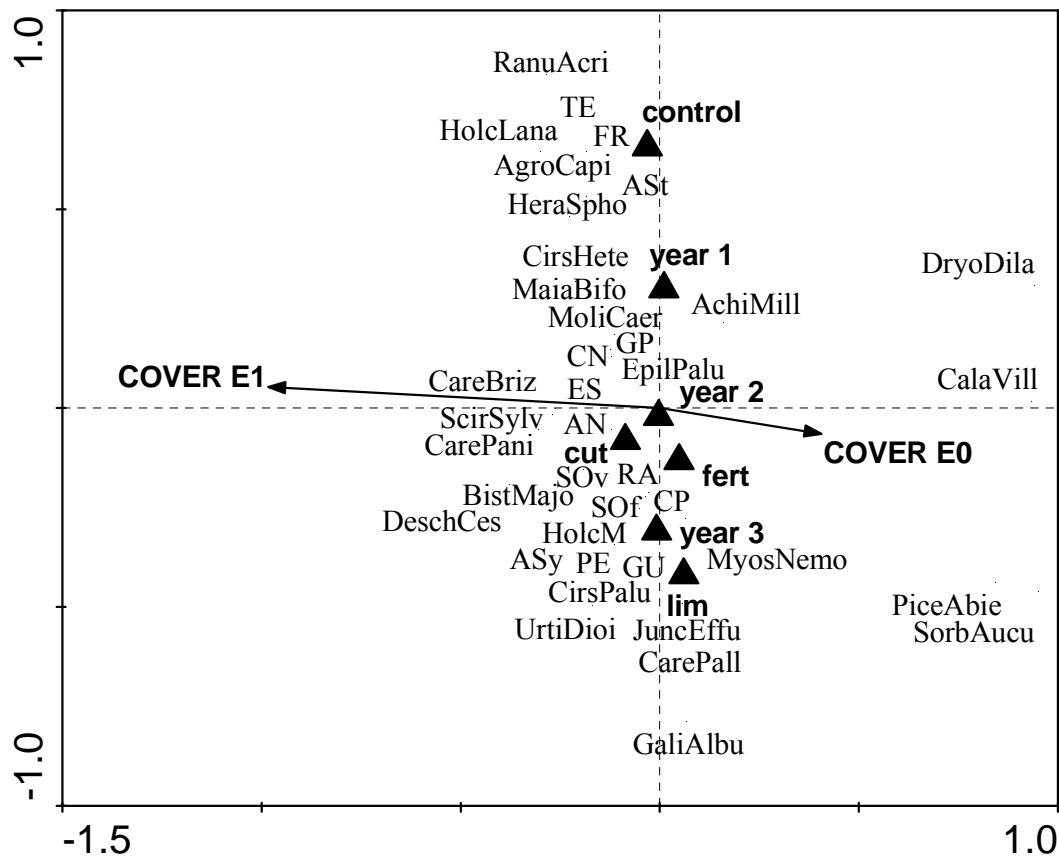 1.0
RanuAcri
TE
control
HolcLana
FR
AgroCapi
ASt
HeraSpho
CirsHete
year 1
DryoDila
MaiaBifo
AchiMill
MoliCaer
GP
CN
EpilPalu
COVER E1
CareBriz
ES
year 2
CalaVill
ScirSylv
AN
CarePani
cut
COVER E0
SOv
RA
fert
BistMajo
SOf
CP
DeschCes
HolcM
year 3
ASy
PE
GU
MyosNemo
CirsPalu
lim
PiceAbie
UrtiDioi
JuncEffu
SorbAucu
CarePall
GaliAlbu
-1.0
-1.5
1.0